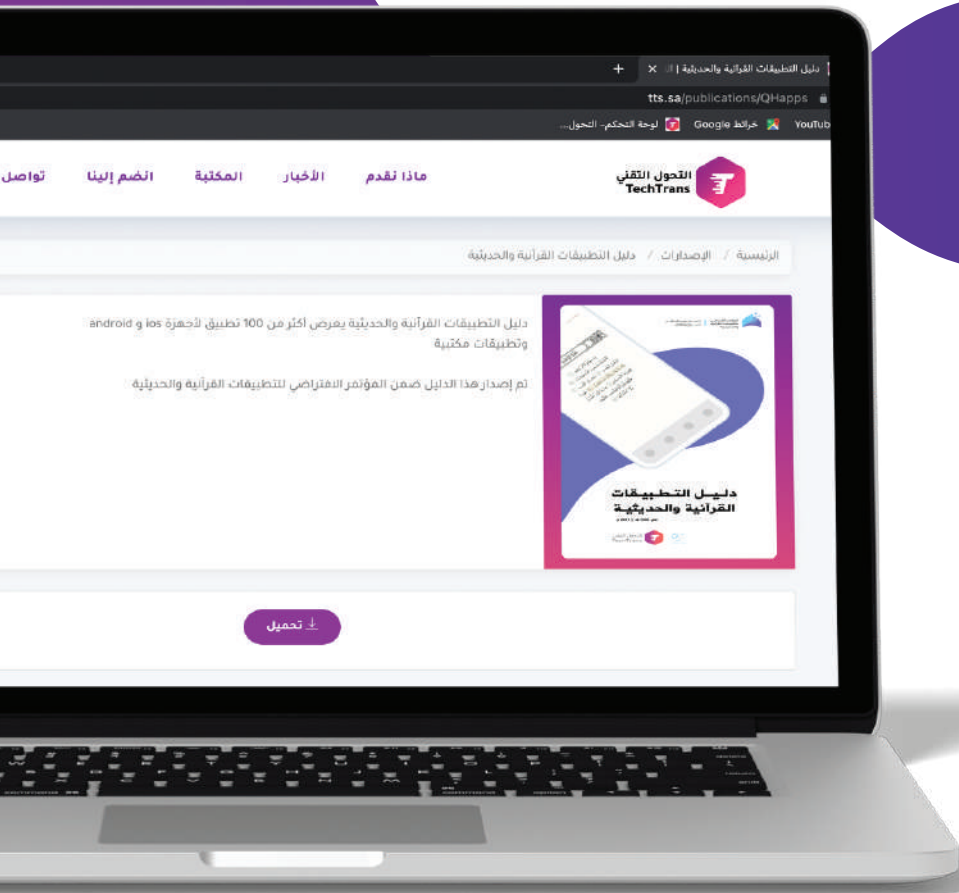 دليل التطبيقات القرآنية والحديثية |
tts.sa/publications/QHapps
YouTub
خرائط Google
لوحة التحكم- التحول...
التحول التقني
TechTrans
ماذا نقدم
الأخبار
المكتبة
انضم إلينا
تواصل
الرئيسية / الإصدارات / دليل التطبيقات القرآنية والحديثية
دليل التطبيقات القرآنية والحديثية يعرض أكثر من 100 تطبيق لأجهزة ios و android
وتطبيقات مكتبية
تم إصدار هذا الدليل ضمن المؤتمر الافتراضي للتطبيقات القرآنية والحديثية
دليل التطبيقات
القرآنية والحديثية
تحميل